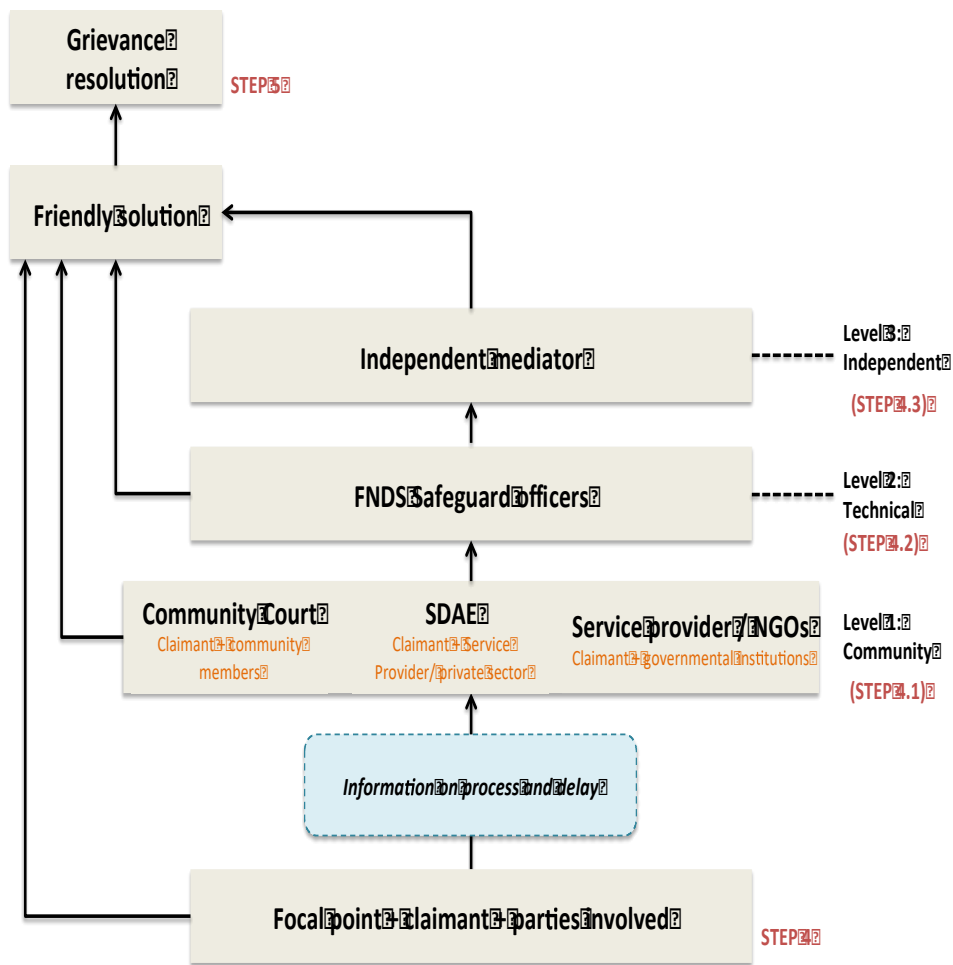 Grievance
resolution
STEP 5
Friendly solution
Independent mediator
Level 3:
Independent
(STEP 4.3)
FNDS Safeguard officers
Level 2:
Technical
(STEP 4.2)
Community Court
Claimant + community
members
SDAE
Claimant + Service
Provider/ private sector
Service provider / NGOs
Claimant + governmental institutions
Level 1:
Community
(STEP 4.1)
Information on process and delay
Focal point + claimant + parties involved
STEP 4